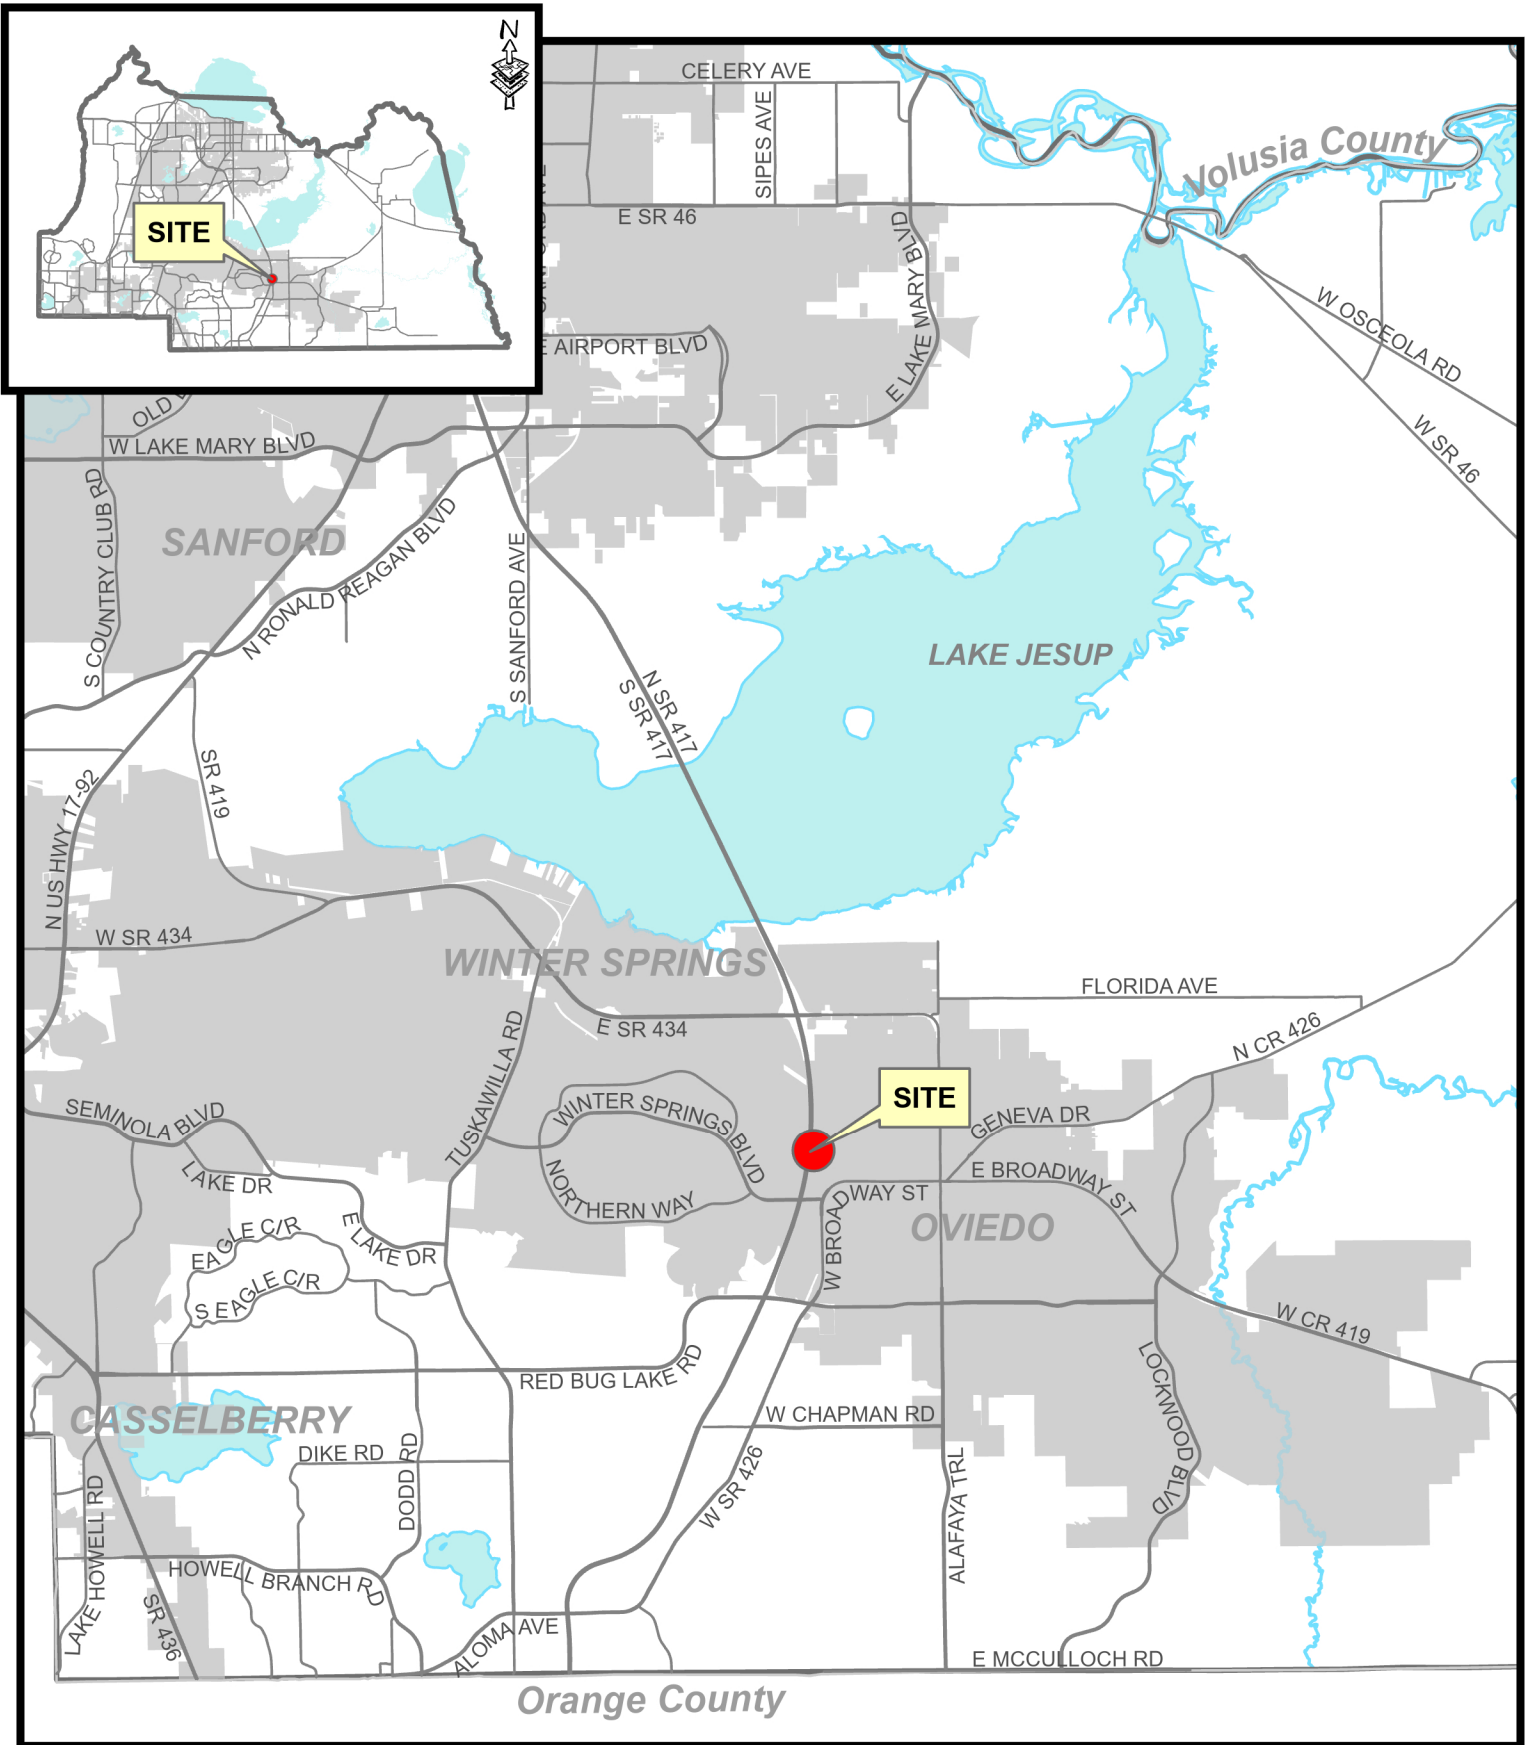 N
SITE
CELERY AVE
SIPES AVE
Volusia County
E SR 46
E LAKE MARY BLVD
W OSCEOLA RD
E AIRPORT BLVD
W SR 46
OLD
W LAKE MARY BLVD
S COUNTRY CLUB RD
SANFORD
N RONALD REAGAN BLVD
S SANFORD AVE
N SR 417
S SR 417
LAKE JESUP
SR 419
N US HWY 17-92
W SR 434
WINTER SPRINGS
FLORIDA AVE
E SR 434
N CR 426
TUSKAWILLA RD
SITE
SEMINOLA BLVD
WINTER SPRINGS BLVD
GENEVA DR
LAKE DR
NORTHERN WAY
E BROADWAY ST
W BROADWAY ST
OVIEDO
E LAKE DR
EAGLE CIR
S EAGLE CIR
W CR 419
RED BUG LAKE RD
LOCKWOOD BLVD
CASSELBERRY
W CHAPMAN RD
DIKE RD
DODD RD
W SR 426
ALAFAYA TRL
LAKE HOWELL RD
HOWELL BRANCH RD
SR 436
ALOMA AVE
E MCCULLOCH RD
Orange County